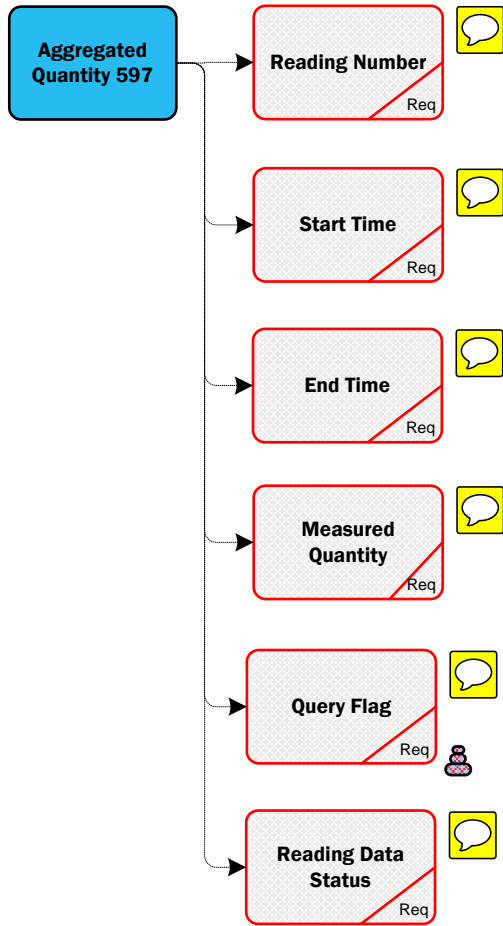 Aggregated
Quantity 597
Reading Number
Req
Start Time
Req
End Time
Req
Measured
Quantity
Req
Query Flag
Req
Reading Data
Status
Req